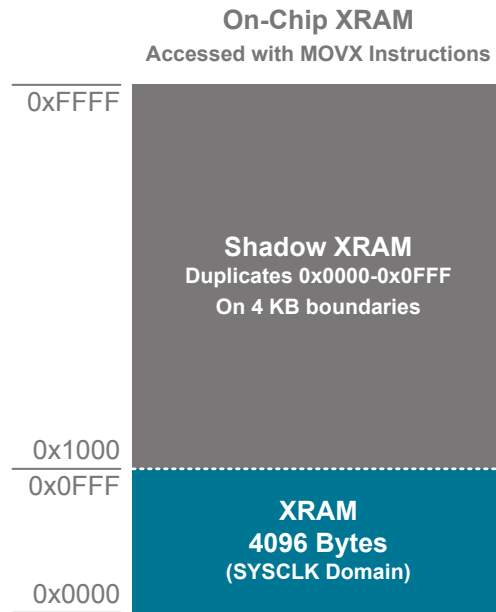 On-Chip XRAM
Accessed with MOVX Instructions
0xFFFF
Shadow XRAM
Duplicates 0x0000-0x0FFF
On 4 KB boundaries
0x1000
0x0FFF
XRAM
4096 Bytes
(SYSCLK Domain)
0x0000